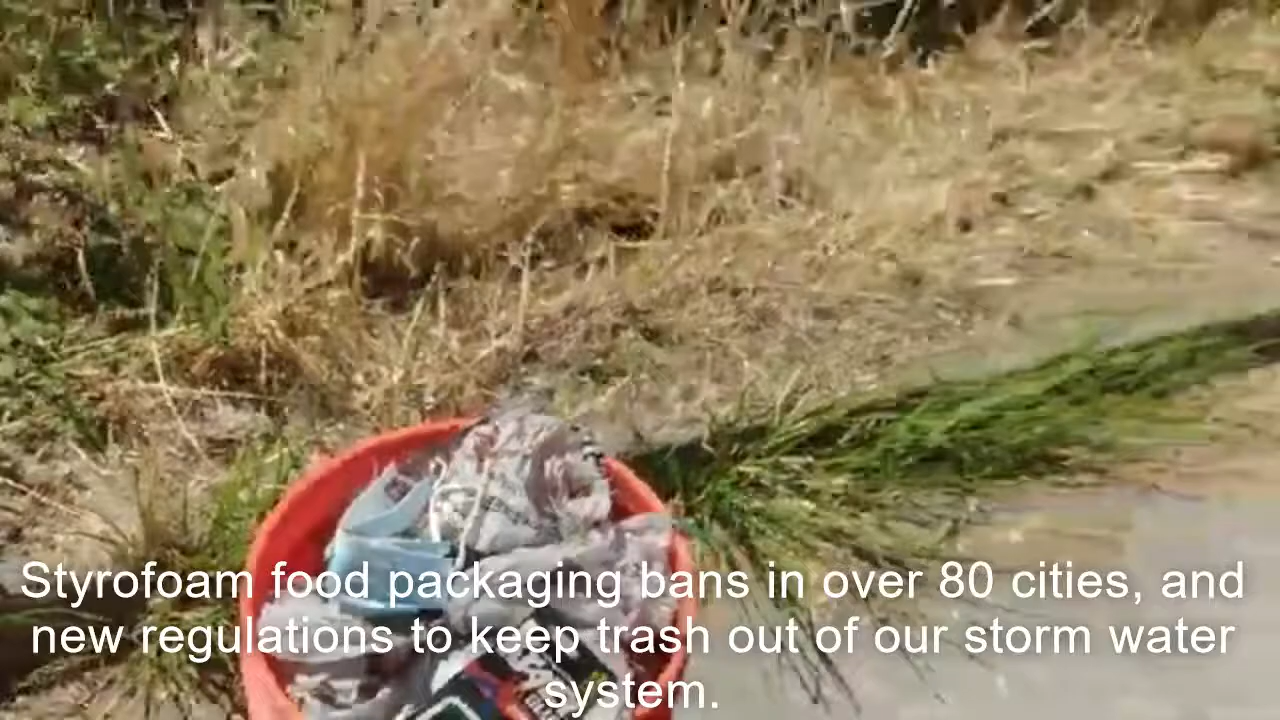 Styrofoam food packaging bans in over 80 cities, and
new regulations to keep trash out of our storm water
system.